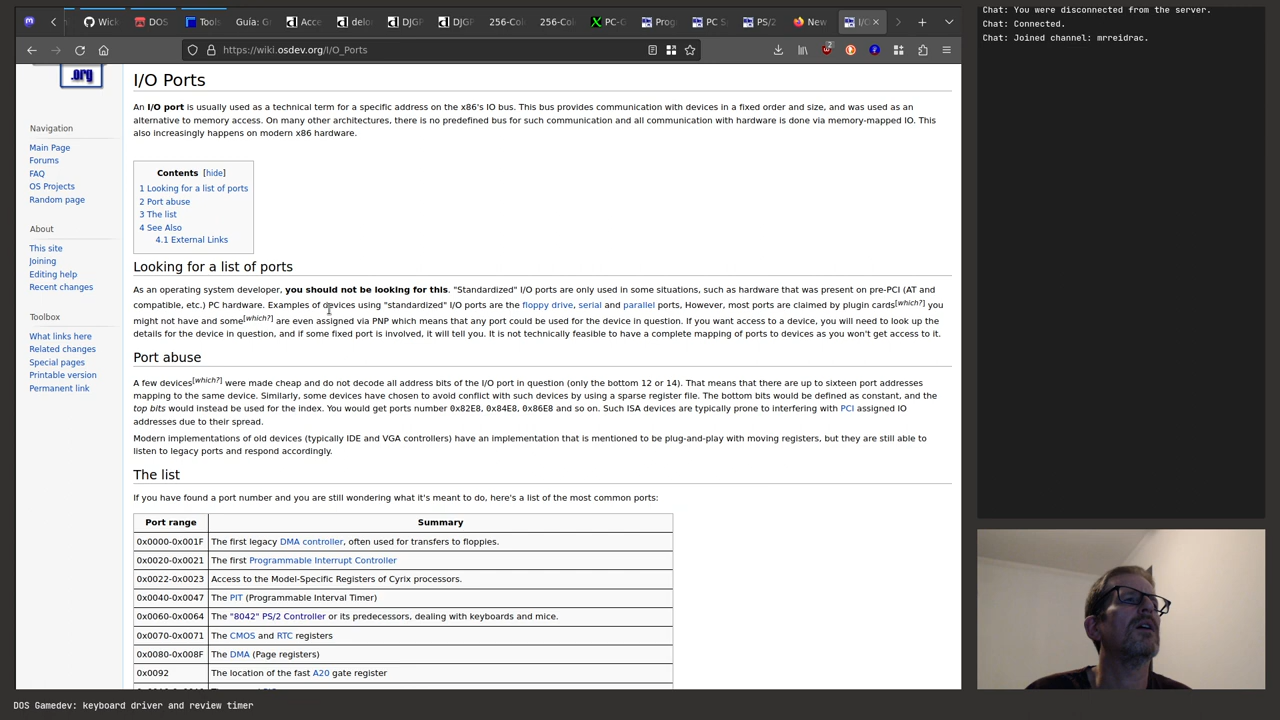 Wick
DOS
Tools
Guía: Gr
Acce
delo
DJGP
DJGP
256-Col
256-Col
PC-G
Prog
PC S
PS/2
New
I/O
https://wiki.osdev.org/I/O_Ports
.org
Navigation
Main Page
Forums
FAQ
OS Projects
Random page
About
This site
Joining
Editing help
Recent changes
Toolbox
What links here
Related changes
Special pages
Printable version
Permanent link
I/O Ports
An I/O port is usually used as a technical term for a specific address on the x86's IO bus. This bus provides communication with devices in a fixed order and size, and was used as an
alternative to memory access. On many other architectures, there is no predefined bus for such communication and all communication with hardware is done via memory-mapped IO. This
also increasingly happens on modern x86 hardware.
Contents [hide]
1 Looking for a list of ports
2 Port abuse
3 The list
4 See Also
4.1 External Links
Looking for a list of ports
As an operating system developer, you should not be looking for this. "Standardized" I/O ports are only used in some situations, such as hardware that was present on pre-PCI (AT and
compatible, etc.) PC hardware. Examples of devices using "standardized" I/O ports are the floppy drive, serial and parallel ports, However, most ports are claimed by plugin cards[which?] you
might not have and some[which?] are even assigned via PNP which means that any port could be used for the device in question. If you want access to a device, you will need to look up the
details for the device in question, and if some fixed port is involved, it will tell you. It is not technically feasible to have a complete mapping of ports to devices as you won't get access to it.
Port abuse
A few devices[which?] were made cheap and do not decode all address bits of the I/O port in question (only the bottom 12 or 14). That means that there are up to sixteen port addresses
mapping to the same device. Similarly, some devices have chosen to avoid conflict with such devices by using a sparse register file. The bottom bits would be defined as constant, and the
top bits would instead be used for the index. You would get ports number 0x82E8, 0x84E8, 0x86E8 and so on. Such ISA devices are typically prone to interfering with PCI assigned IO
addresses due to their spread.
Modern implementations of old devices (typically IDE and VGA controllers) have an implementation that is mentioned to be plug-and-play with moving registers, but they are still able to
listen to legacy ports and respond accordingly.
The list
If you have found a port number and you are still wondering what it's meant to do, here's a list of the most common ports:
Port range Summary
0x0000-0x001F The first legacy DMA controller, often used for transfers to floppies.
0x0020-0x0021 The first Programmable Interrupt Controller
0x0022-0x0023 Access to the Model-Specific Registers of Cyrix processors.
0x0040-0x0047 The PIT (Programmable Interval Timer)
0x0060-0x0064 The "8042" PS/2 Controller or its predecessors, dealing with keyboards and mice.
0x0070-0x0071 The CMOS and RTC registers
0x0080-0x008F The DMA (Page registers)
0x0092 The location of the fast A20 gate register
Chat: You were disconnected from the server.
Chat: Connected.
Chat: Joined channel: mrreidrac.
DOS Gamedev: keyboard driver and review timer